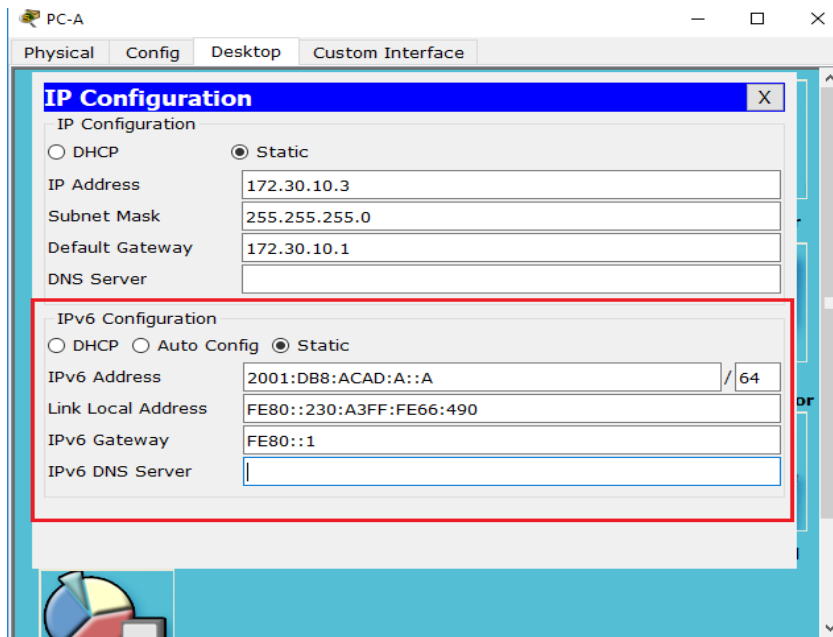 PC-A
Physical Config Desktop Custom Interface
IP Configuration X
IP Configuration
DHCP Static
IP Address 172.30.10.3
Subnet Mask 255.255.255.0
Default Gateway 172.30.10.1
DNS Server
IPv6 Configuration
DHCP Auto Config Static
IPv6 Address 2001:DB8:ACAD:A::A / 64
Link Local Address FE80::230:A3FF:FE66:490
IPv6 Gateway FE80::1
IPv6 DNS Server